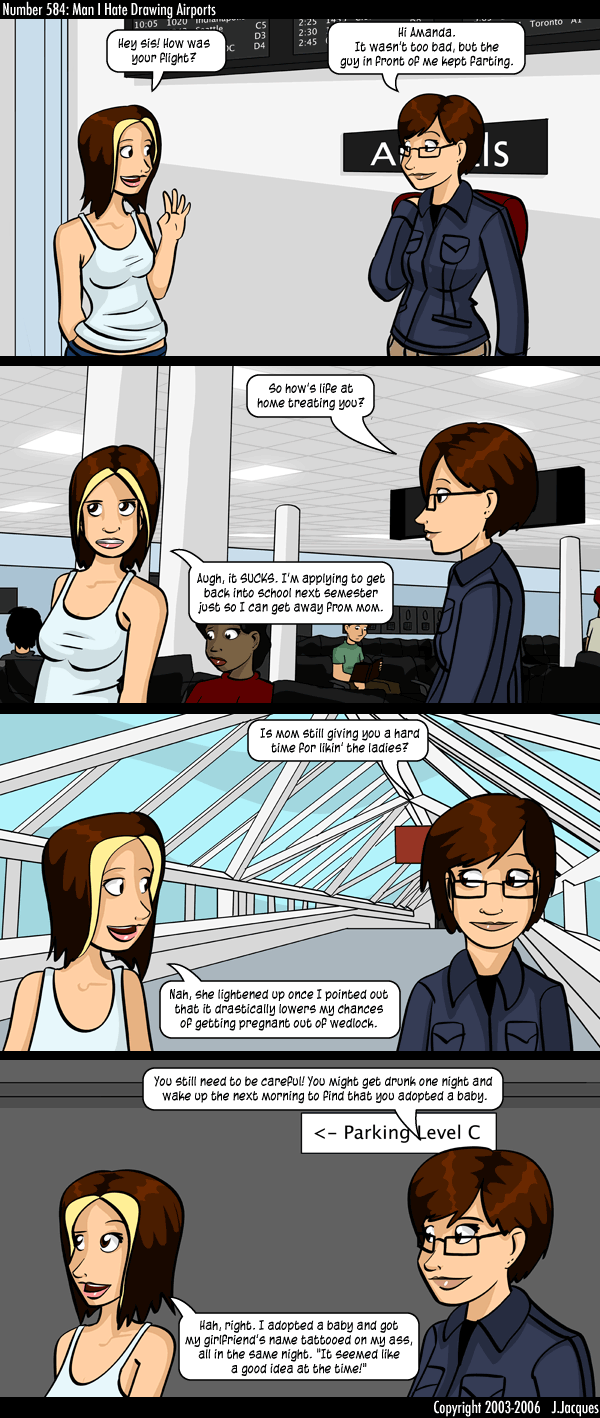 Number 584: Man I Hate Drawing Airports
10:05 1020 Indianapolis C5
Seattle D3
DC D4
2:25
2:30
2:45
Toronto A1
Hey sis! How was
your flight?
Hi Amanda.
It wasn't too bad, but the
guy in front of me kept farting.
A ls
So how's life at
home treating you?
Augh, it SUCKS. I'm applying to get
back into school next semester
just so I can get away from mom.
Is mom still giving you a hard
time for likin' the ladies?
Nah, she lightened up once I pointed out
that it drastically lowers my chances
of getting pregnant out of wedlock.
You still need to be careful! You might get drunk one night and
wake up the next morning to find that you adopted a baby.
<- Parking Level C
Hah, right. I adopted a baby and got
my girlfriend's name tattooed on my ass,
all in the same night. "It seemed like
a good idea at the time!"
Copyright 2003-2006 J.Jacques